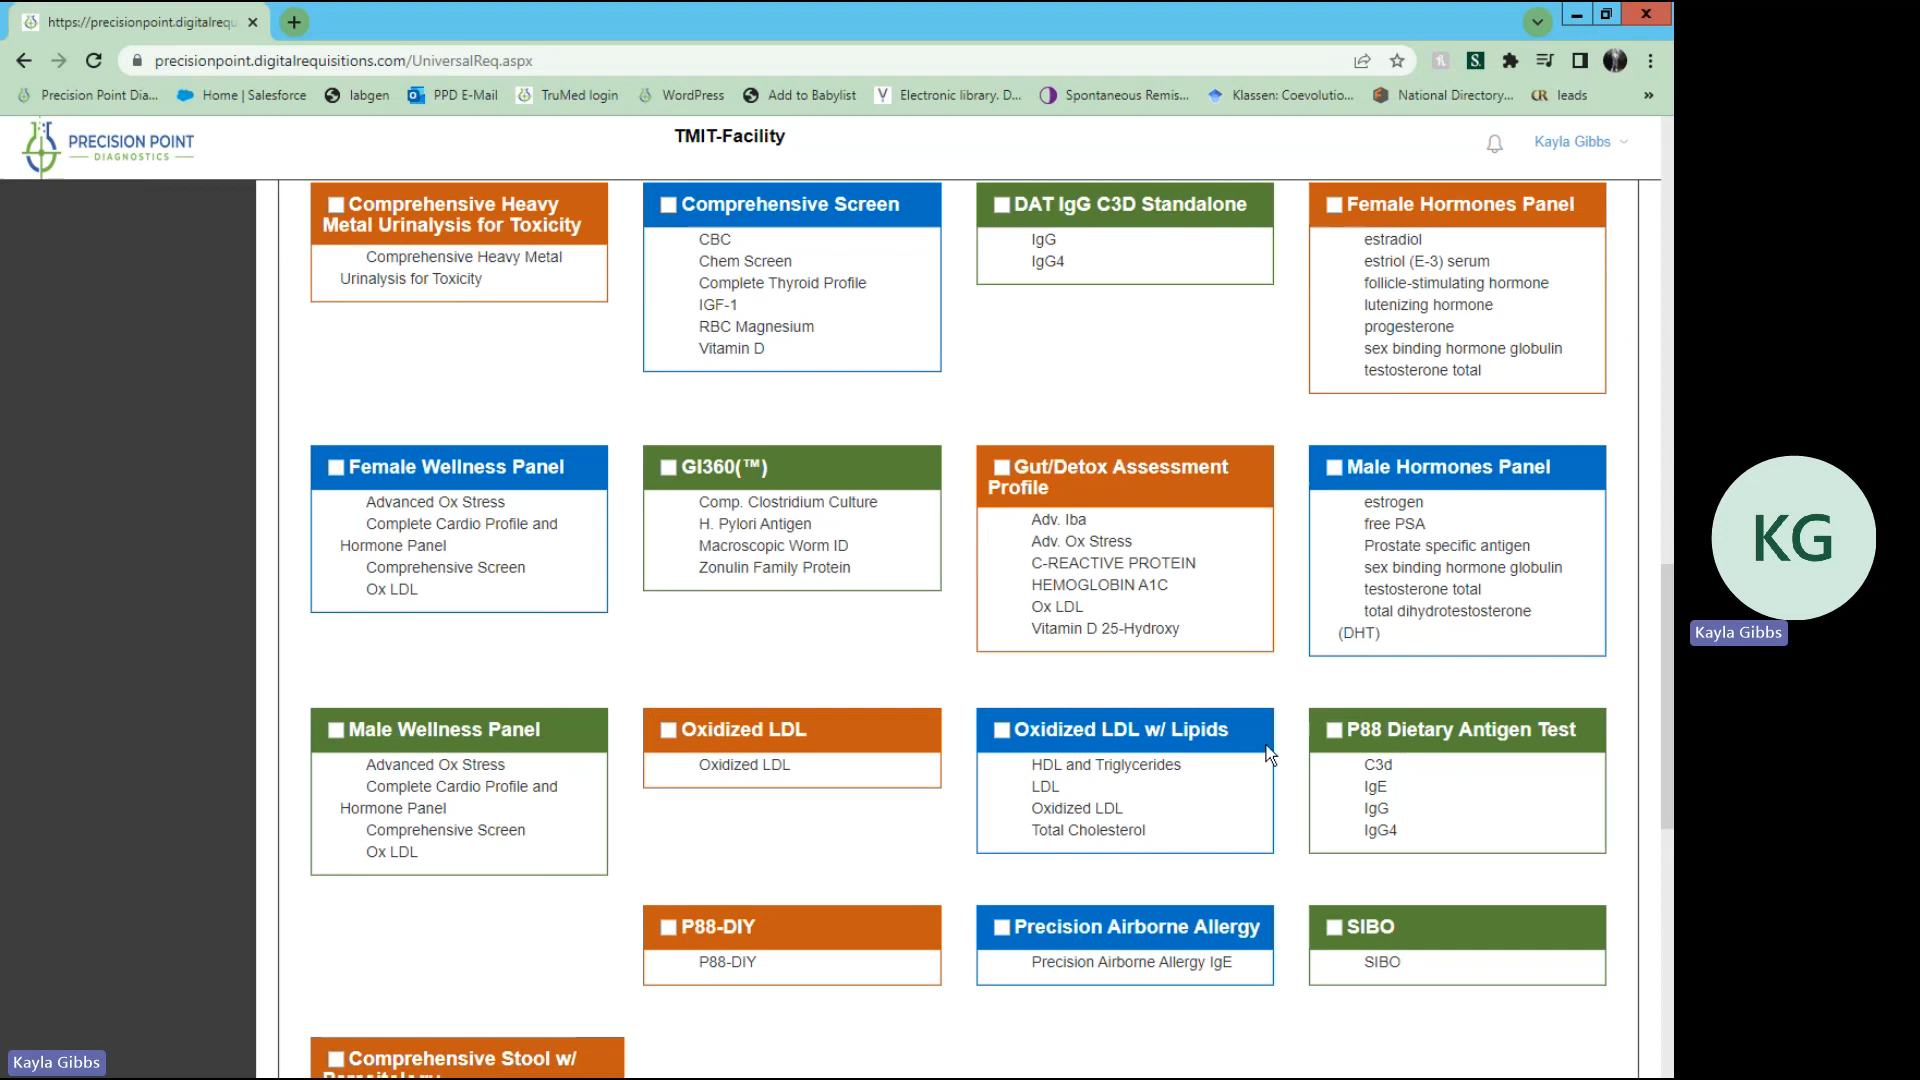 https://precisionpoint.digitalrequ
precisionpoint.digitalrequisitions.com/UniversalReq.aspx
Precision Point Dia...
Home | Salesforce
labgen
PPD E-Mail
TruMed login
WordPress
Add to Babylist
Electronic library. D...
Spontaneous Remis...
Klassen: Coevolutio...
National Directory...
CR leads
»
PRECISION POINT
DIAGNOSTICS
TMIT-Facility
Kayla Gibbs
Comprehensive Heavy
Metal Urinalysis for Toxicity
Comprehensive Heavy Metal
Urinalysis for Toxicity
Comprehensive Screen
CBC
Chem Screen
Complete Thyroid Profile
IGF-1
RBC Magnesium
Vitamin D
DAT IgG C3D Standalone
IgG
IgG4
Female Hormones Panel
estradiol
estriol (E-3) serum
follicle-stimulating hormone
lutenizing hormone
progesterone
sex binding hormone globulin
testosterone total
Female Wellness Panel
Advanced Ox Stress
Complete Cardio Profile and
Hormone Panel
Comprehensive Screen
Ox LDL
GI360(™)
Comp. Clostridium Culture
H. Pylori Antigen
Macroscopic Worm ID
Zonulin Family Protein
Gut/Detox Assessment
Profile
Adv. Iba
Adv. Ox Stress
C-REACTIVE PROTEIN
HEMOGLOBIN A1C
Ox LDL
Vitamin D 25-Hydroxy
Male Hormones Panel
estrogen
free PSA
Prostate specific antigen
sex binding hormone globulin
testosterone total
total dihydrotestosterone
(DHT)
Male Wellness Panel
Advanced Ox Stress
Complete Cardio Profile and
Hormone Panel
Comprehensive Screen
Ox LDL
Oxidized LDL
Oxidized LDL
Oxidized LDL w/ Lipids
HDL and Triglycerides
LDL
Oxidized LDL
Total Cholesterol
P88 Dietary Antigen Test
C3d
IgE
IgG
IgG4
P88-DIY
P88-DIY
Precision Airborne Allergy
Precision Airborne Allergy IgE
SIBO
SIBO
Comprehensive Stool w/
KG
Kayla Gibbs
Kayla Gibbs